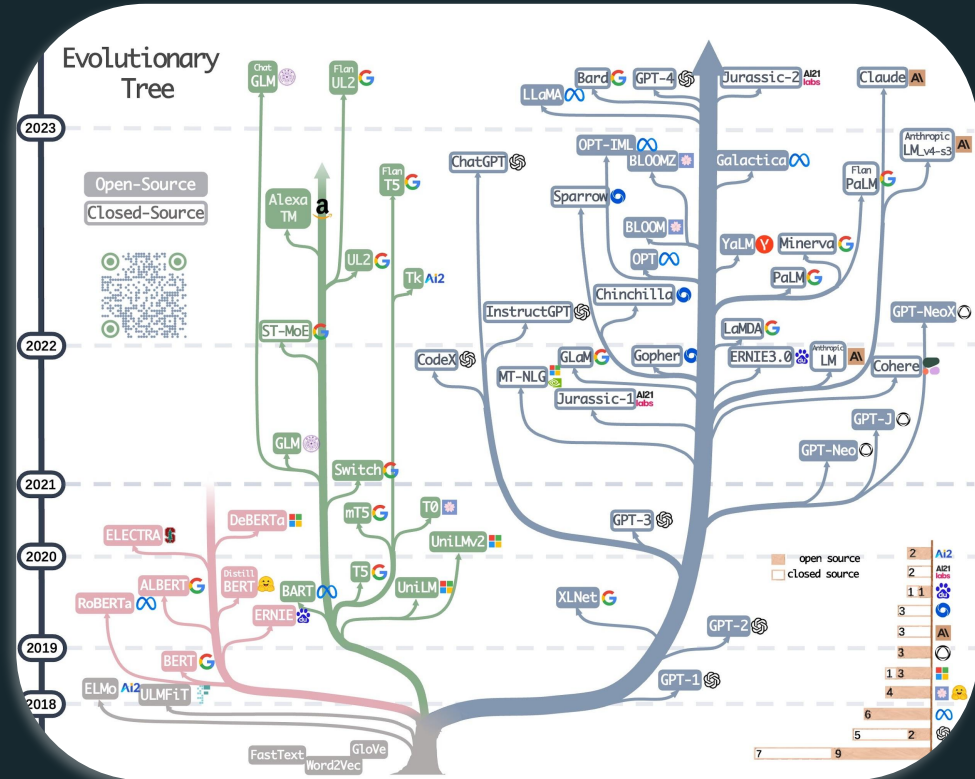 Evolutionary
Tree
Chat
GLM
Flan
UL2
Bard
GPT-4
Jurassic-2
AI21
labs
Claude
A\
LLaMA
2023
OPT-IML
BLOOMZ
Galactica
Anthropic
LM_v4-s3
A\
ChatGPT
Flan
T5
Flan
PaLM
Open-Source
Closed-Source
Alexa
TM
a
Sparrow
BLOOM
YaLM
Y
Minerva
UL2
OPT
Tk
Ai2
PaLM
Chinchilla
InstructGPT
GPT-NeoX
ST-MoE
LaMDA
2022
CodeX
GLaM
Gopher
ERNIE3.0
Anthropic
LM
A\
Cohere
MT-NLG
Jurassic-1
AI21
labs
GPT-J
GLM
GPT-Neo
Switch
2021
mT5
T0
GPT-3
DeBERTa
ELECTRA
UniLMv2
2020
open source
closed source
2 Ai2
2 AI21
labs
1 1
3
3 A\
3
1 3
4
6
5 2
7 9
T5
Distill
BERT
ALBERT
BART
UniLM
RoBERTa
XLNet
ERNIE
GPT-2
2019
BERT
GPT-1
ELMo
Ai2
ULMFiT
2018
GloVe
FastText
Word2Vec